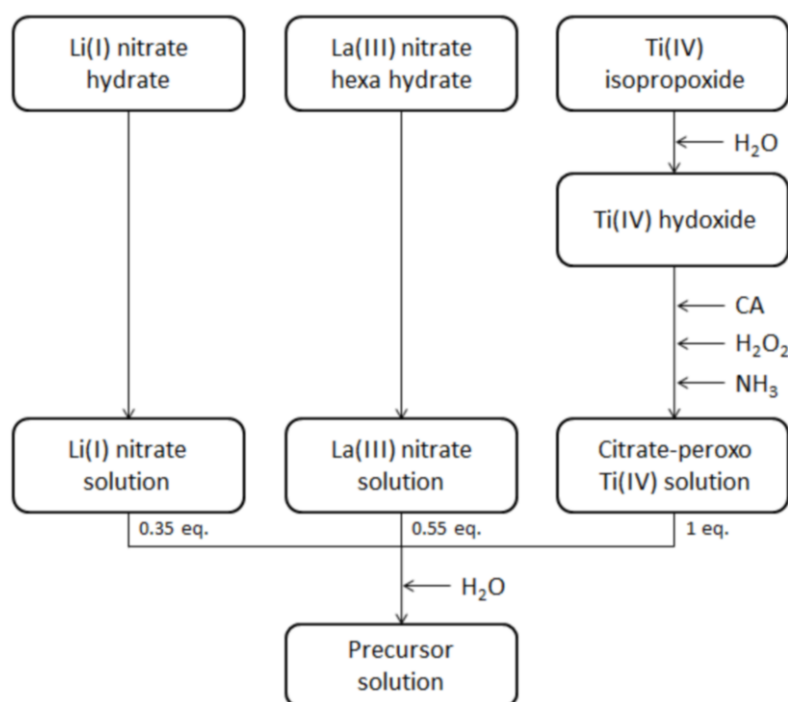 Li(I) nitrate
hydrate
La(III) nitrate
hexa hydrate
Ti(IV)
isopropoxide
H₂O
Ti(IV) hydoxide
CA
H₂O₂
NH₃
Li(I) nitrate
solution
La(III) nitrate
solution
Citrate-peroxo
Ti(IV) solution
0.35 eq.
0.55 eq.
1 eq.
H₂O
Precursor
solution